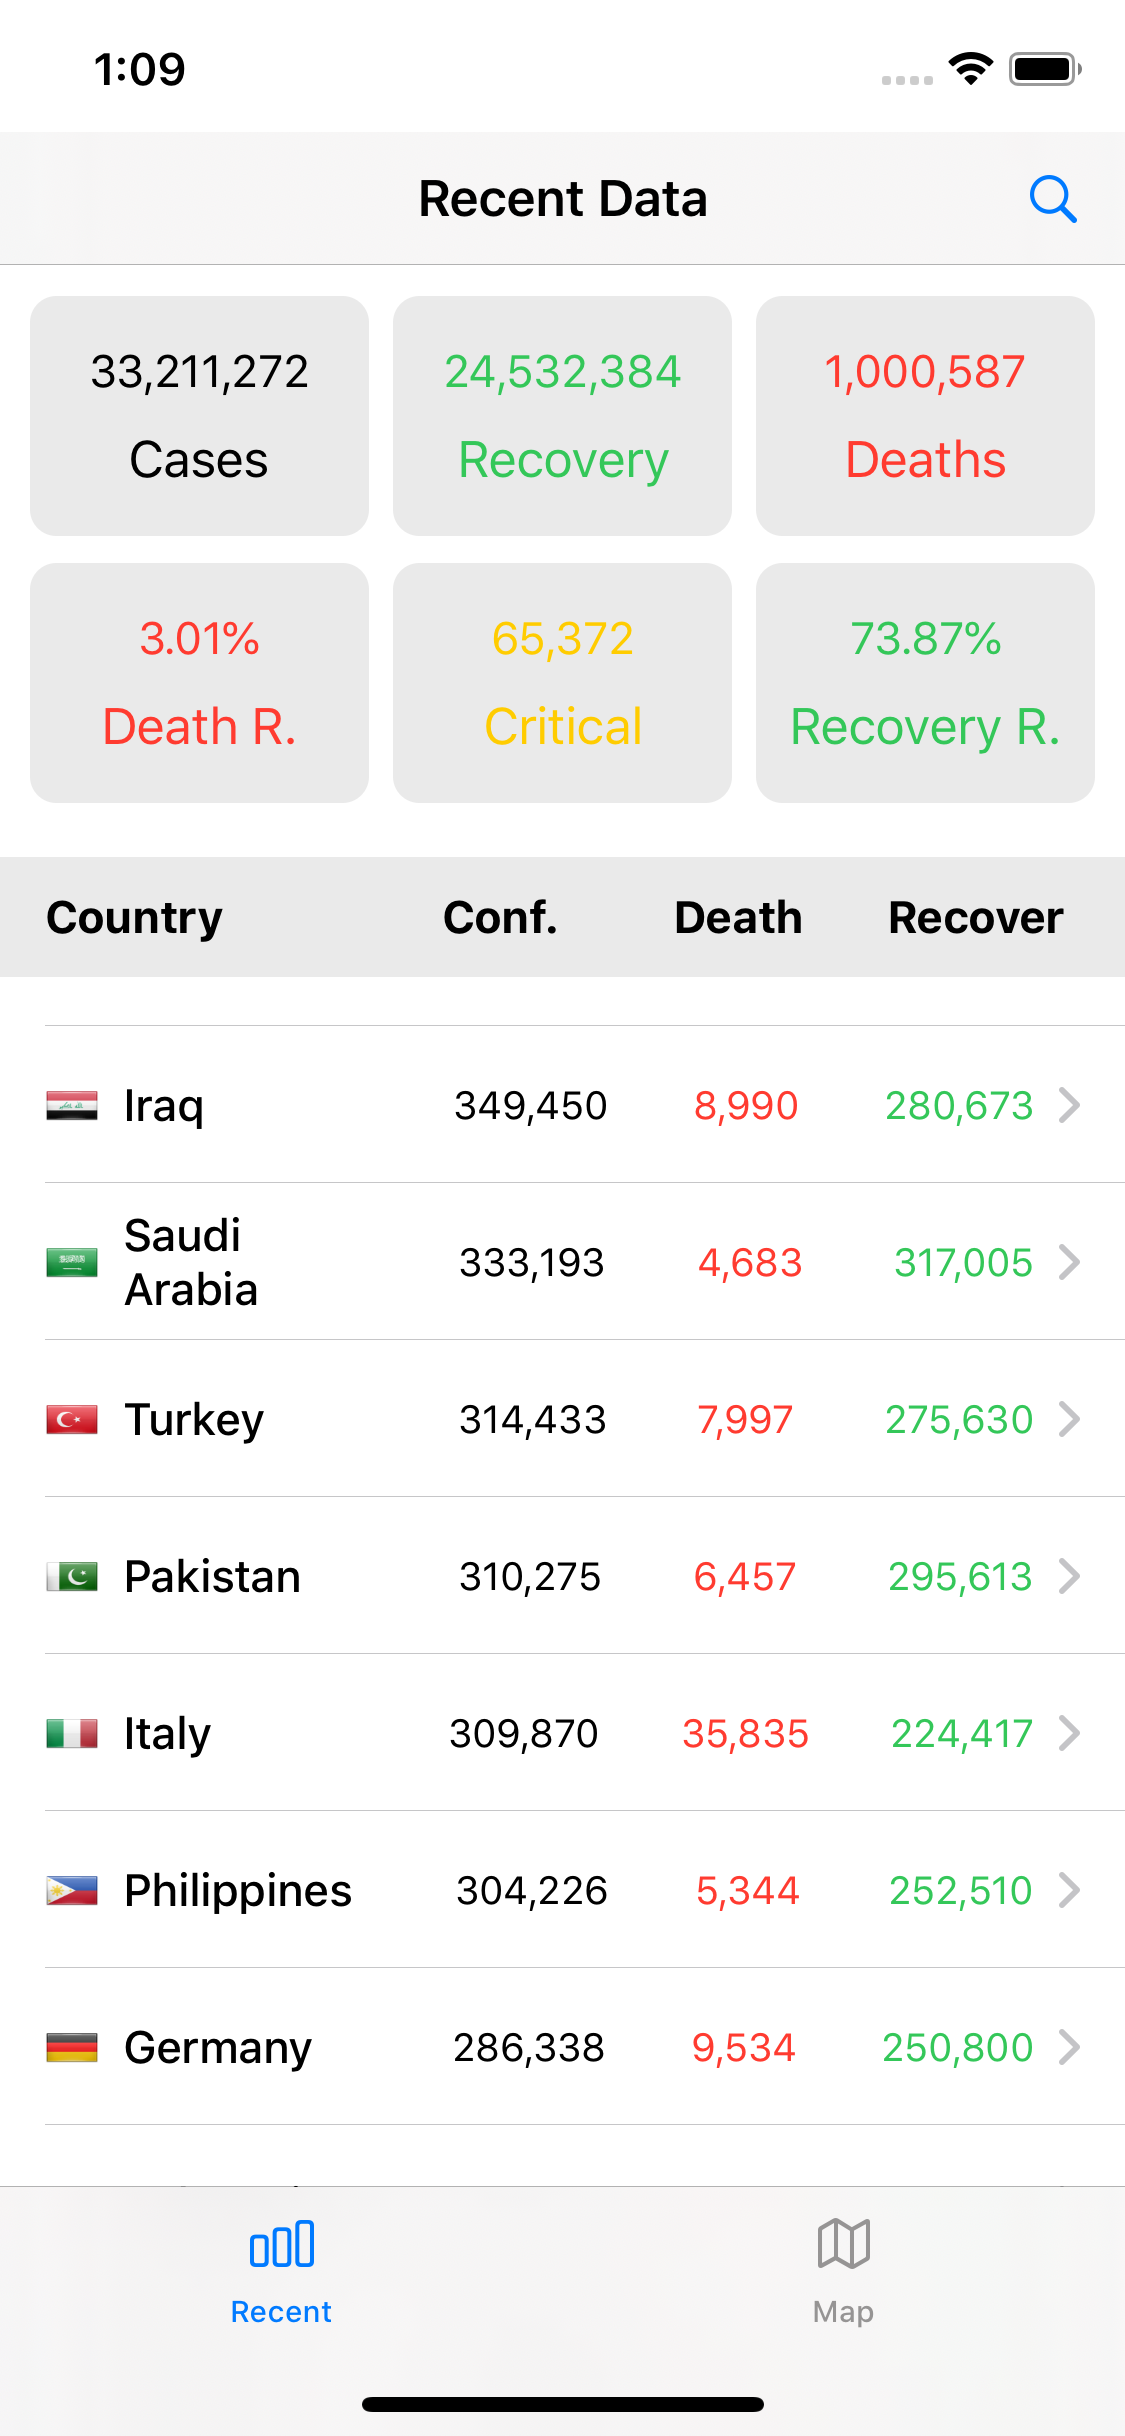 1:09
Recent Data
33,211,272 24,532,384 1,000,587
Cases Recovery Deaths
3.01% 65,372 73.87%
Death R. Critical Recovery R.
Country Conf. Death Recover
Iraq 349,450 8,990 280,673
Saudi
Arabia 333,193 4,683 317,005
Turkey 314,433 7,997 275,630
Pakistan 310,275 6,457 295,613
Italy 309,870 35,835 224,417
Philippines 304,226 5,344 252,510
Germany 286,338 9,534 250,800
Recent Map